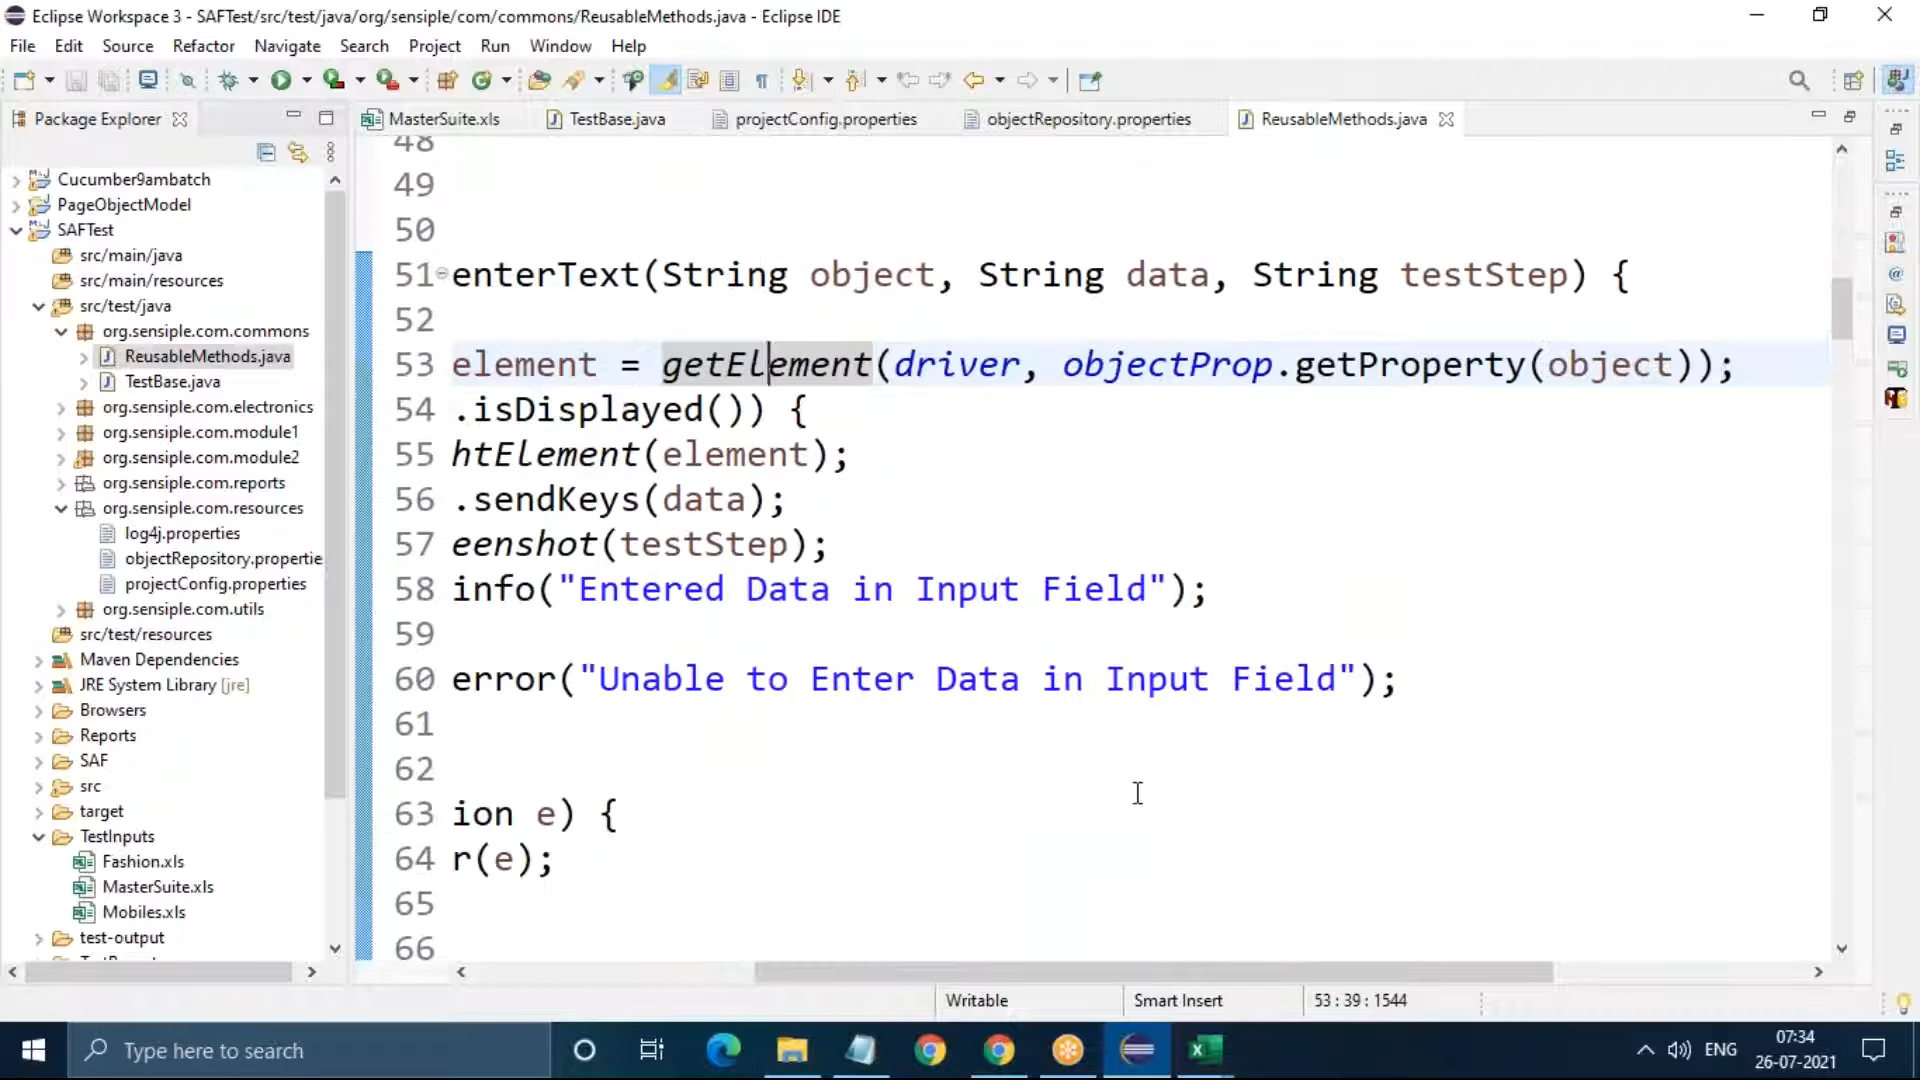 Eclipse Workspace 3 - SAFTest/src/test/java/org/sensiple/com/commons/ReusableMethods.java - Eclipse IDE
File Edit Source Refactor Navigate Search Project Run Window Help
Package Explorer
MasterSuite.xls TestBase.java projectConfig.properties objectRepository.properties ReusableMethods.java
Cucumber9ambatch
PageObjectModel
SAFTest
src/main/java
src/main/resources
src/test/java
org.sensiple.com.commons
ReusableMethods.java
TestBase.java
org.sensiple.com.electronics
org.sensiple.com.module1
org.sensiple.com.module2
org.sensiple.com.reports
org.sensiple.com.resources
log4j.properties
objectRepository.propertie
projectConfig.properties
org.sensiple.com.utils
src/test/resources
Maven Dependencies
JRE System Library [jre]
Browsers
Reports
SAF
src
target
TestInputs
Fashion.xls
MasterSuite.xls
Mobiles.xls
test-output
48
49
50
51 enterText(String object, String data, String testStep) {
52
53 element = getElement(driver, objectProp.getProperty(object));
54 .isDisplayed()) {
55 htElement(element);
56 .sendKeys(data);
57 eenshot(testStep);
58 info("Entered Data in Input Field");
59
60 error("Unable to Enter Data in Input Field");
61
62
63 ion e) {
64 r(e);
65
66
Writable Smart Insert 53 : 39 : 1544
Type here to search
ENG
07:34
26-07-2021